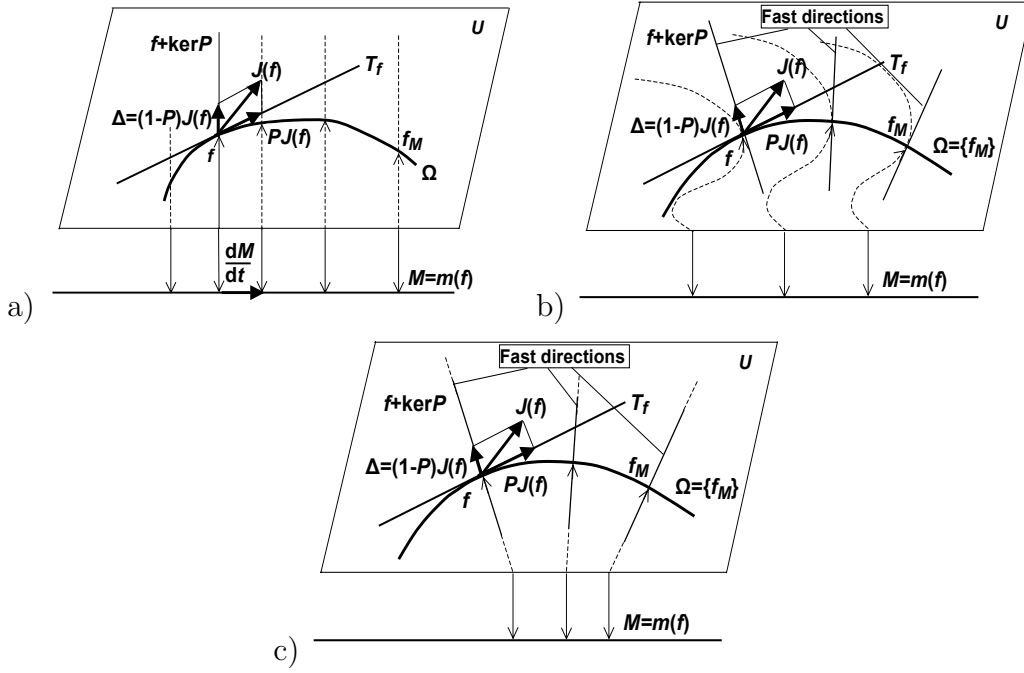 U
f+kerP
J(f)
T_f
Δ=(1-P)J(f)
PJ(f)
f
f_M
Ω
dM
dt
M=m(f)
a)
Fast directions
U
f+kerP
J(f)
T_f
Δ=(1-P)J(f)
PJ(f)
f
f_M
Ω={f_M}
M=m(f)
b)
Fast directions
U
f+kerP
J(f)
T_f
Δ=(1-P)J(f)
PJ(f)
f
f_M
Ω={f_M}
M=m(f)
c)